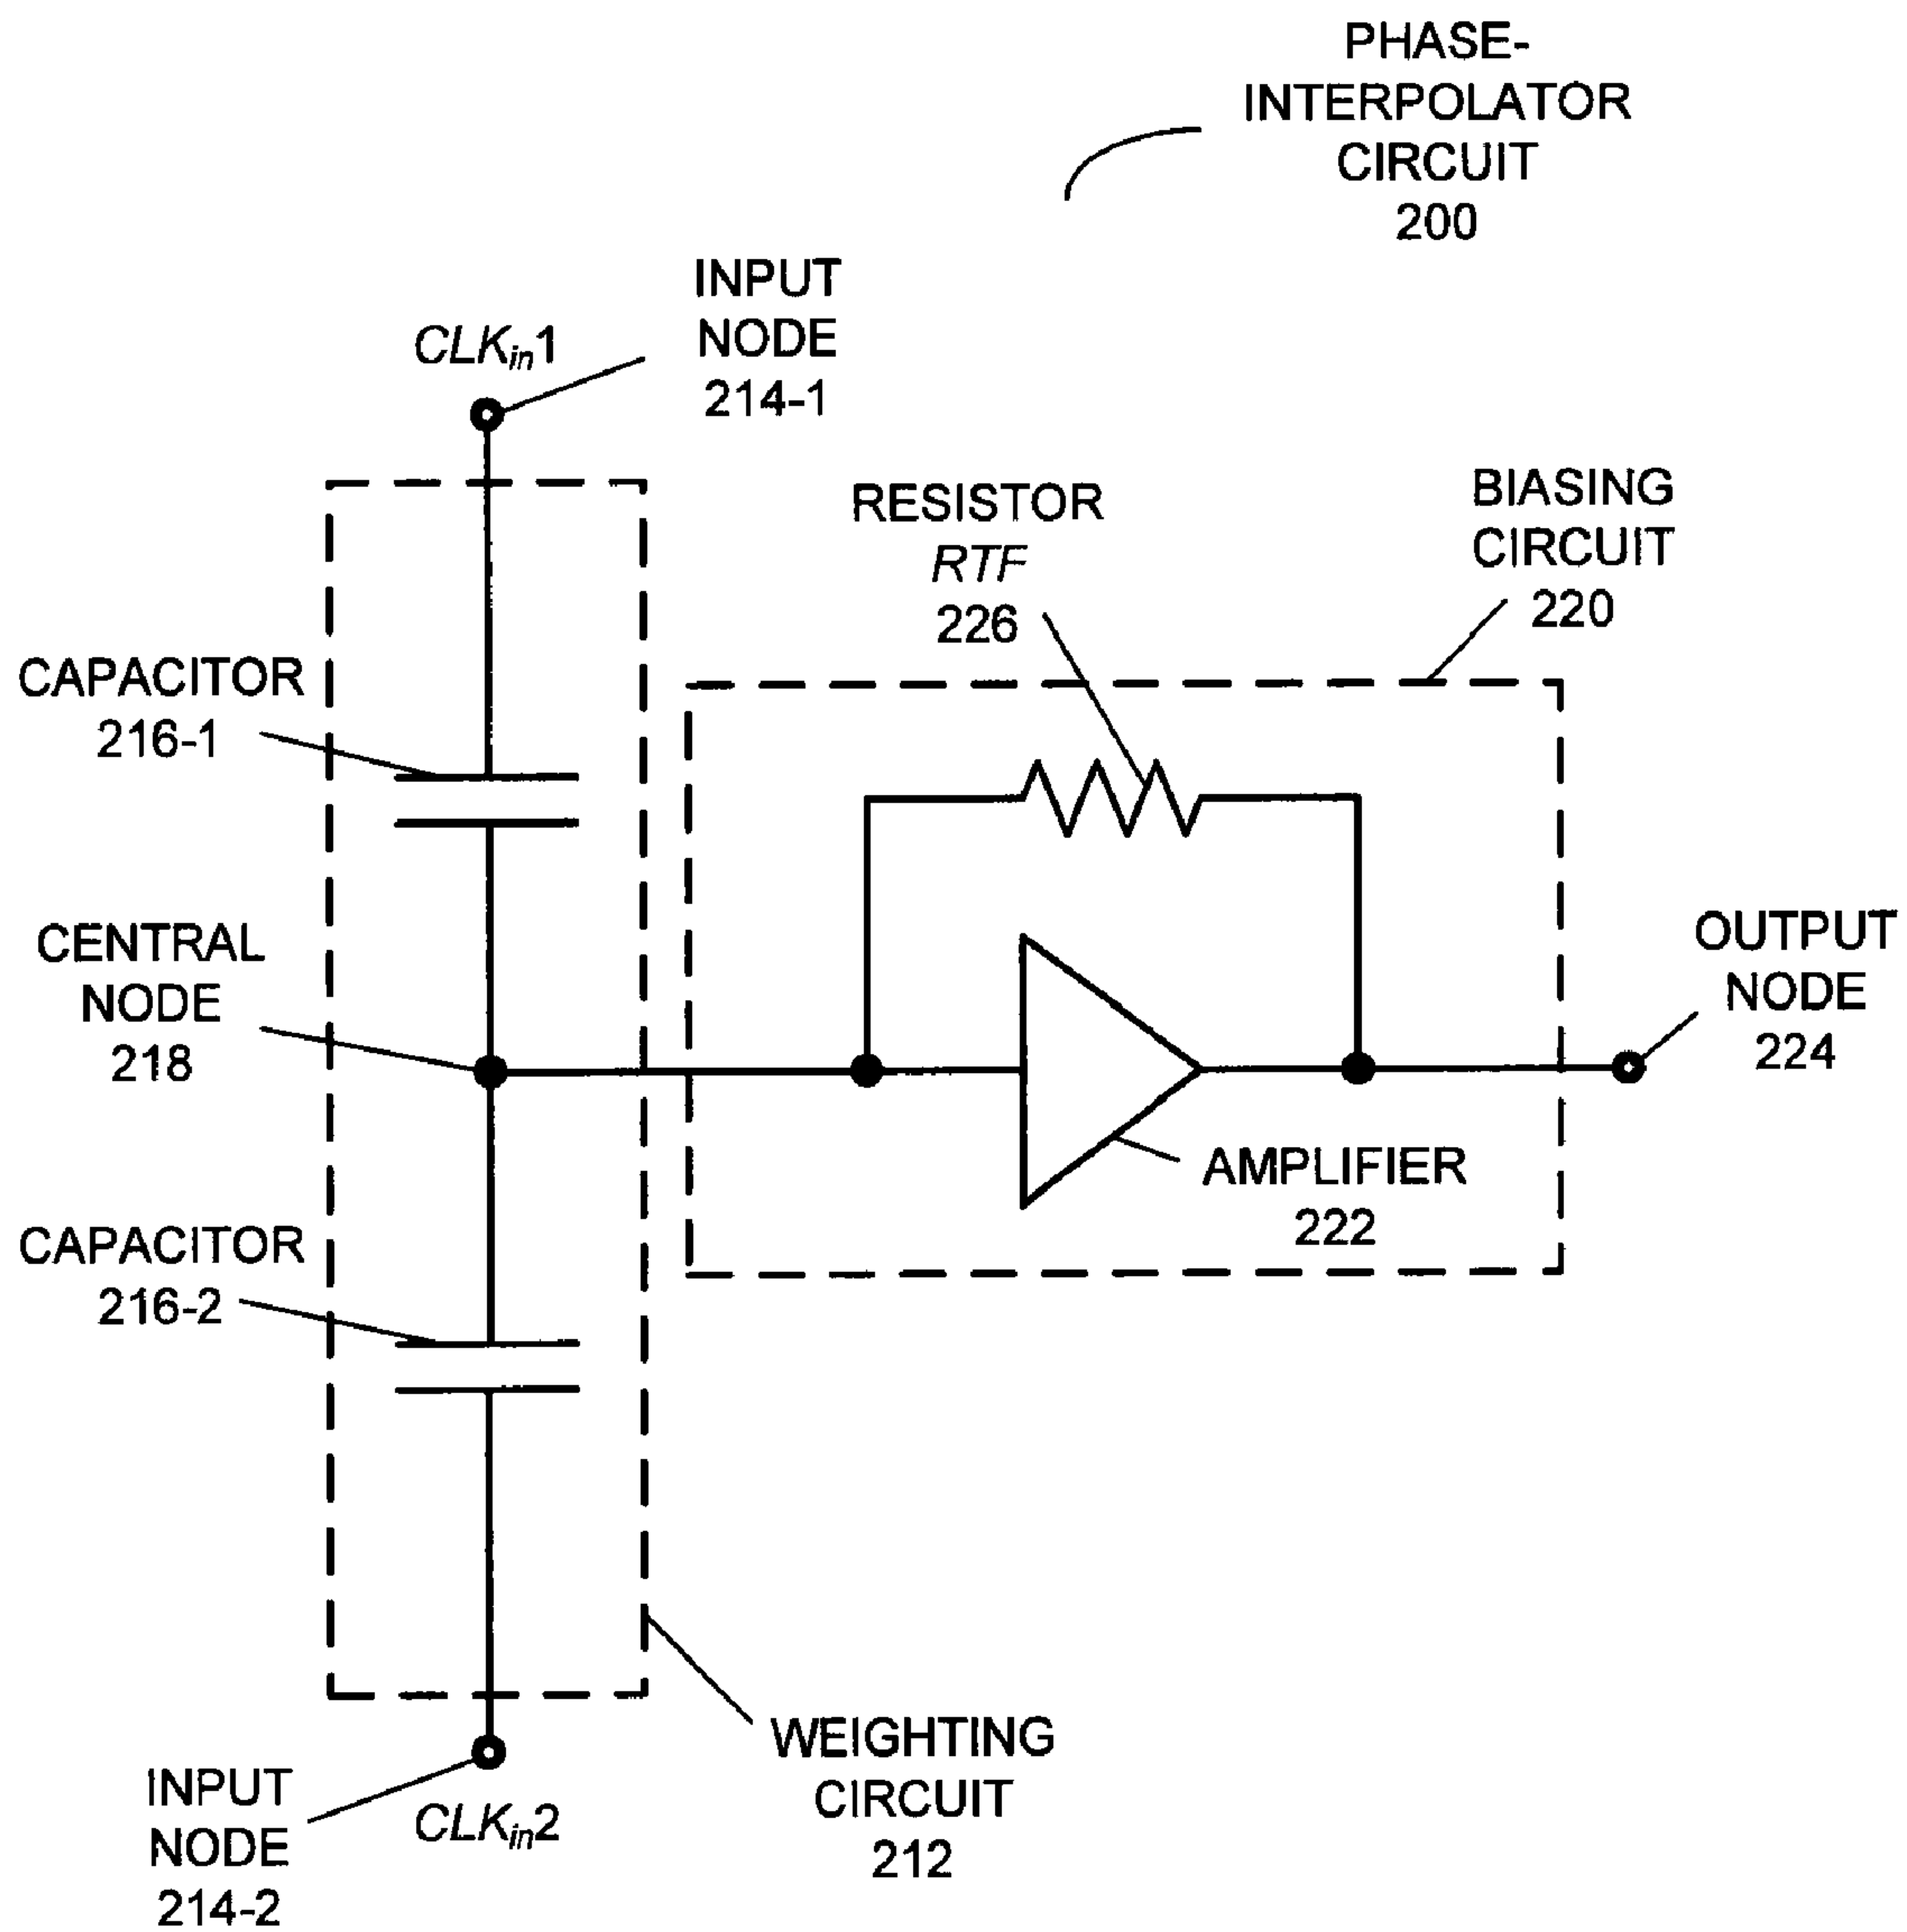 PHASE-
INTERPOLATOR
CIRCUIT
200
INPUT
NODE
214-1
CLKin1
RESISTOR
RTF
226
BIASING
CIRCUIT
220
CAPACITOR
216-1
CENTRAL
NODE
218
OUTPUT
NODE
224
AMPLIFIER
222
CAPACITOR
216-2
WEIGHTING
CIRCUIT
212
INPUT
NODE
214-2
CLKin2